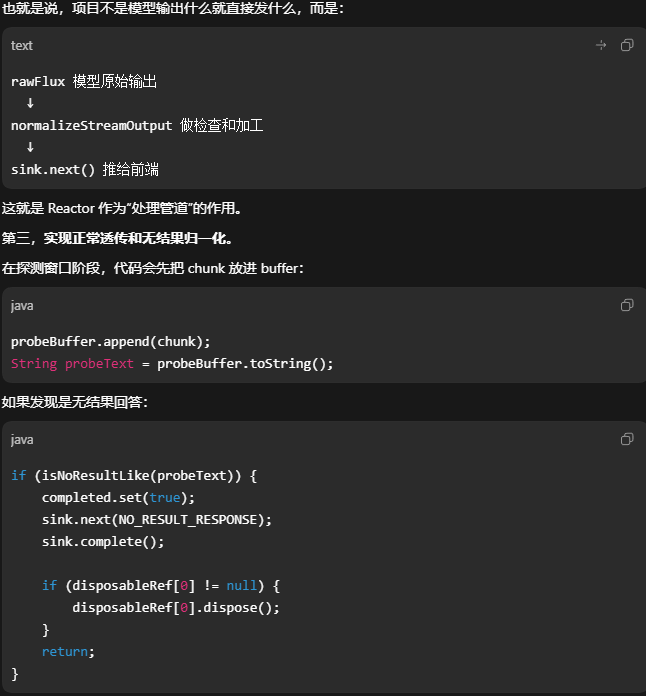 也就是说，项目不是模型输出什么就直接发什么，而是：
text
rawFlux 模型原始输出
↓
normalizeStreamOutput 做检查和加工
↓
sink.next() 推给前端
这就是 Reactor 作为“处理管道”的作用。
第三，实现正常透传和无结果归一化。
在探测窗口阶段，代码会先把 chunk 放进 buffer：
java
probeBuffer.append(chunk);
String probeText = probeBuffer.toString();
如果发现是无结果回答：
java
if (isNoResultLike(probeText)) {
    completed.set(true);
    sink.next(NO_RESULT_RESPONSE);
    sink.complete();
    if (disposableRef[0] != null) {
        disposableRef[0].dispose();
    }
    return;
}